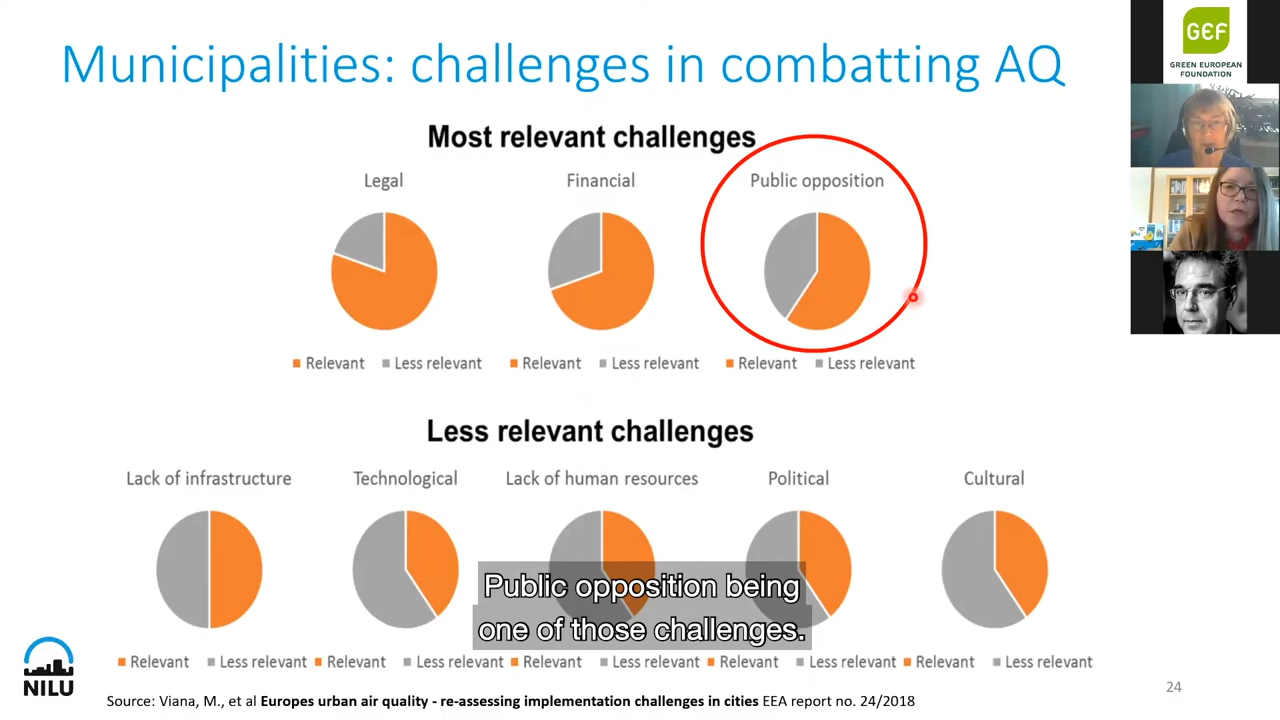 Municipalities: challenges in combatting AQ
GEF
GREEN EUROPEAN
FOUNDATION
Most relevant challenges
Legal
Financial
Public opposition
Relevant Less relevant Relevant Less relevant Relevant Less relevant
Less relevant challenges
Lack of infrastructure
Technological
Lack of human resources
Political
Cultural
Public opposition being
one of those challenges.
Relevant Less relevant Relevant Less relevant Relevant Less relevant Relevant Less relevant Relevant Less relevant
NILU
Source: Viana, M., et al Europes urban air quality - re-assessing implementation challenges in cities EEA report no. 24/2018
24